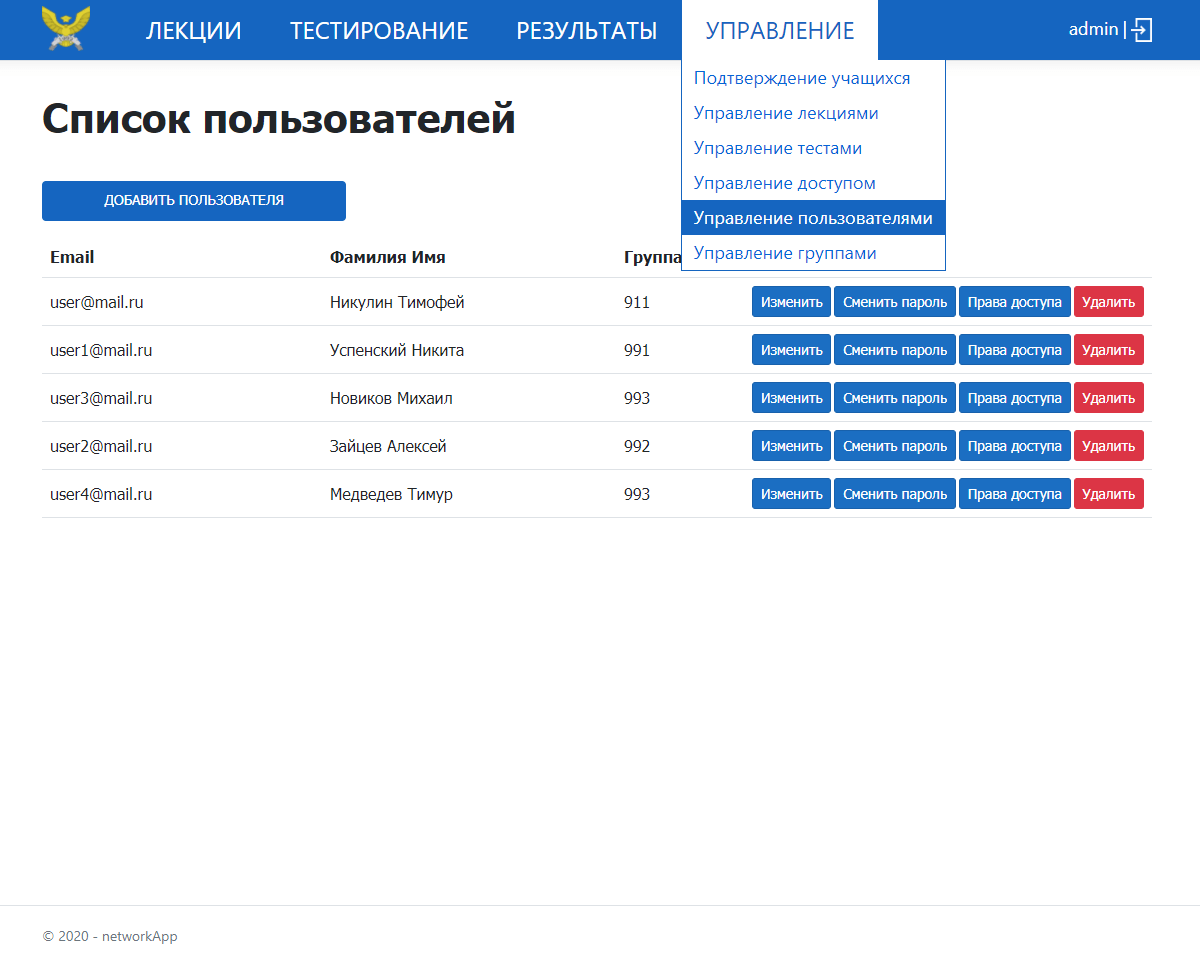 ЛЕКЦИИ ТЕСТИРОВАНИЕ РЕЗУЛЬТАТЫ УПРАВЛЕНИЕ admin |
Подтверждение учащихся
Управление лекциями
Управление тестами
Управление доступом
Управление пользователями
Управление группами
Список пользователей
ДОБАВИТЬ ПОЛЬЗОВАТЕЛЯ
Email Фамилия Имя Группа
user@mail.ru Никулин Тимофей 911 Изменить Сменить пароль Права доступа Удалить
user1@mail.ru Успенский Никита 991 Изменить Сменить пароль Права доступа Удалить
user3@mail.ru Новиков Михаил 993 Изменить Сменить пароль Права доступа Удалить
user2@mail.ru Зайцев Алексей 992 Изменить Сменить пароль Права доступа Удалить
user4@mail.ru Медведев Тимур 993 Изменить Сменить пароль Права доступа Удалить
© 2020 - networkApp